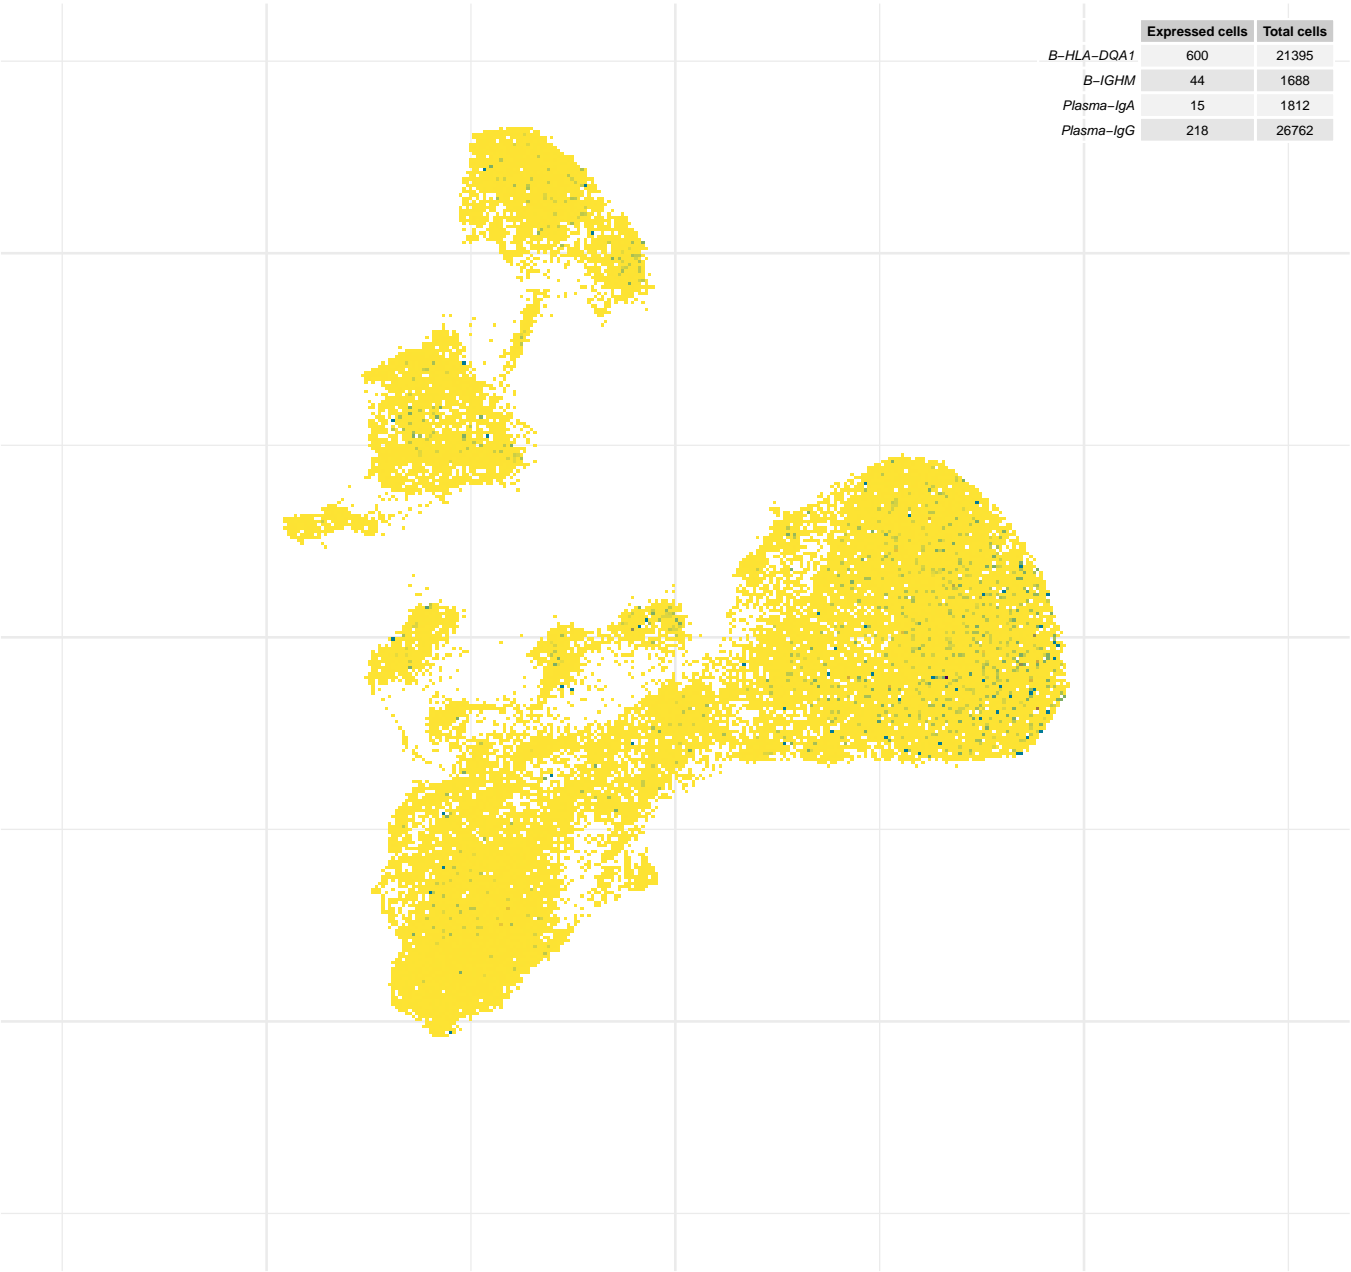 Expressed cells Total cells
B−HLA−DQA1 600 21395
B−IGHM 44 1688
Plasma−IgA 15 1812
Plasma−IgG 218 26762